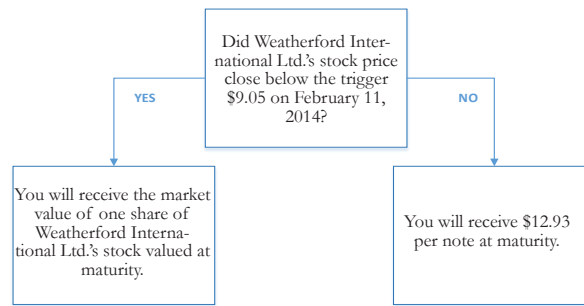 Did Weatherford Inter-
national Ltd.'s stock price
close below the trigger
$9.05 on February 11,
2014?
YES
NO
You will receive the market
value of one share of
Weatherford Interna-
tional Ltd.'s stock valued at
maturity.
You will receive $12.93
per note at maturity.